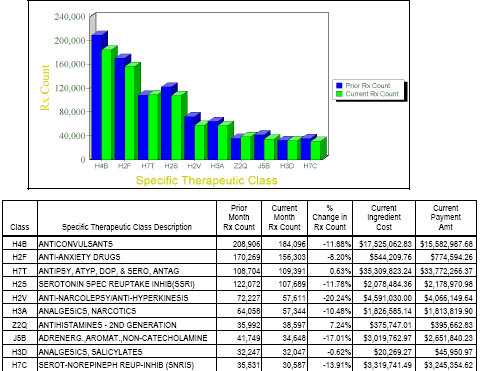 240,000
200,000
160,000
120,000
80,000
40,000
0
Rx Count
H4B H2F H7T H2S H2V H3A Z2Q J5B H3D H7C
Specific Therapeutic Class
Prior Rx Count
Current Rx Count
Class Specific Therapeutic Class Description Prior Month Rx Count Current Month Rx Count % Change in Rx Count Current Ingredient Cost Current Payment Amt
H4B ANTICONVULSANTS 208,906 184,096 -11.88% $17,525,062.83 $15,582,987.68
H2F ANTI-ANXIETY DRUGS 170,269 156,303 -8.20% $544,209.76 $774,594.26
H7T ANTIPSY, ATYP, DOP, & SERO, ANTAG 108,704 109,391 0.63% $35,309,823.24 $33,772,266.37
H2S SEROTONIN SPEC REUPTAKE INHIB(SSRI) 122,072 107,689 -11.78% $2,078,484.36 $2,178,970.98
H2V ANTI-NARCOLEPSY/ANTI-HYPERKINESIS 72,227 57,611 -20.24% $4,591,030.00 $4,066,149.64
H3A ANALGESICS, NARCOTICS 64,058 57,344 -10.48% $1,826,585.14 $1,813,819.90
Z2Q ANTIHISTAMINES - 2ND GENERATION 35,992 38,597 7.24% $375,747.01 $395,662.83
J5B ADRENERG.,AROMAT.,NON-CATECHOLAMINE 41,749 34,648 -17.01% $3,019,762.97 $2,651,840.23
H3D ANALGESICS, SALICYLATES 32,247 32,047 -0.62% $20,269.27 $45,950.97
H7C SEROT-NOREPINEPH REUP-INHIB (SNRIS) 35,531 30,587 -13.91% $3,319,741.49 $3,245,354.62